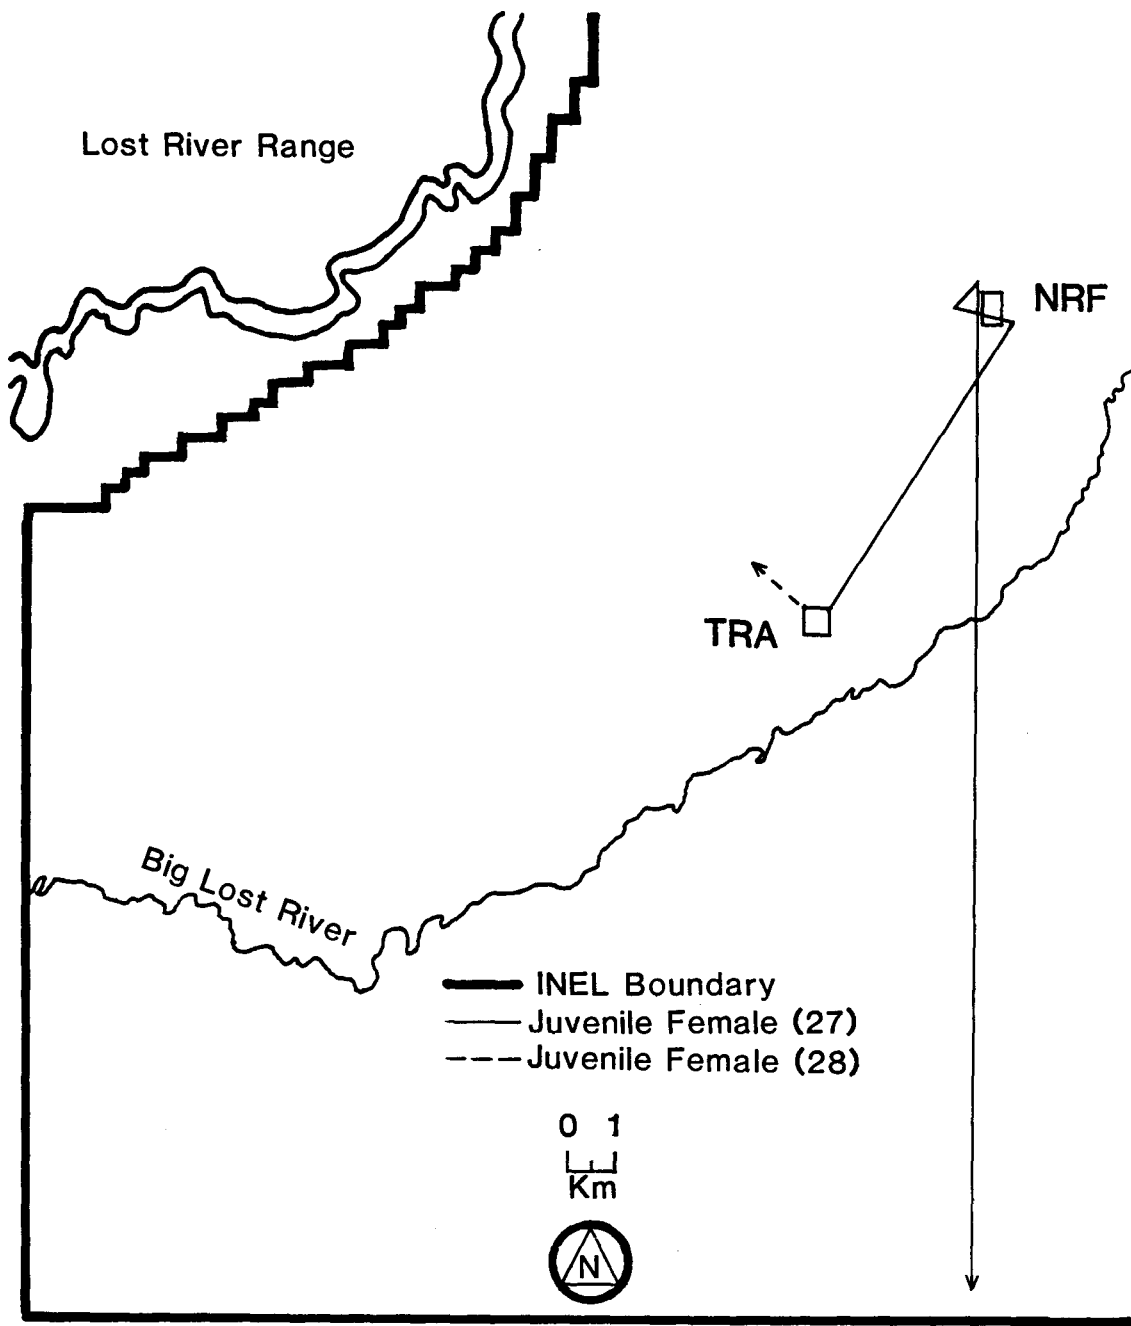 Lost River Range
NRF
TRA
Big Lost River
INEL Boundary
Juvenile Female (27)
Juvenile Female (28)
0 1
Km
N